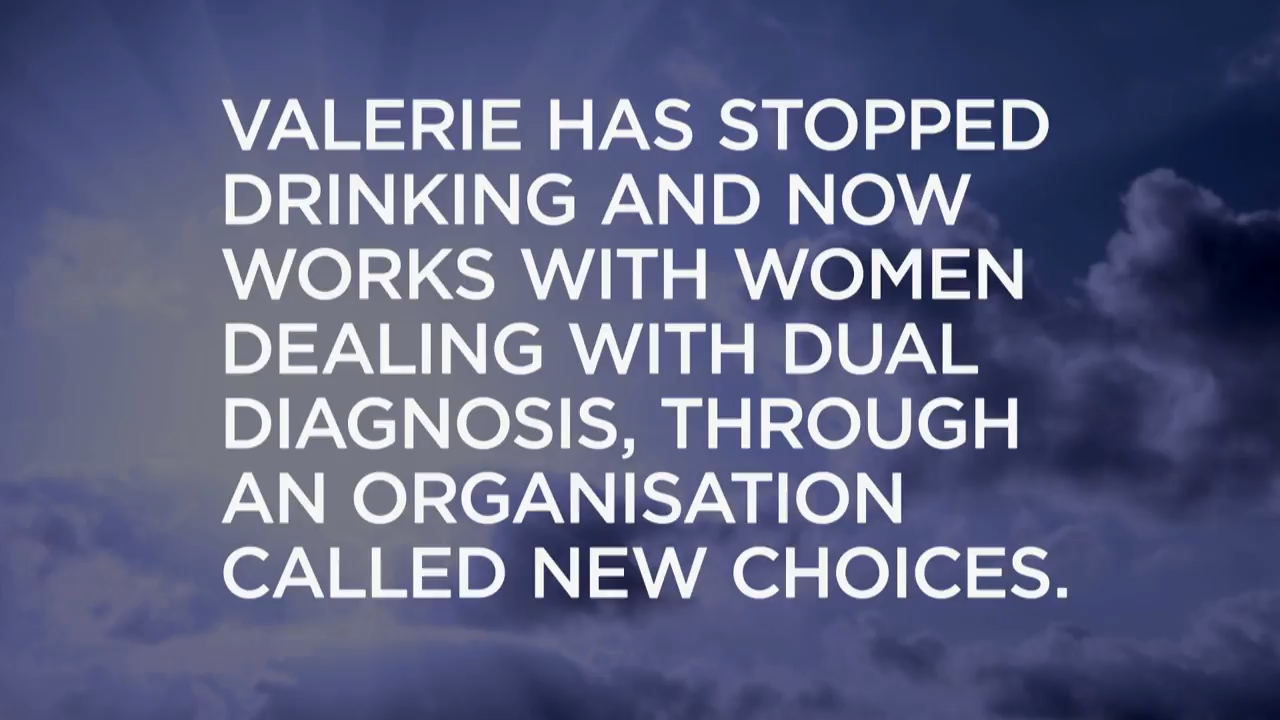 VALERIE HAS STOPPED
DRINKING AND NOW
WORKS WITH WOMEN
DEALING WITH DUAL
DIAGNOSIS, THROUGH
AN ORGANISATION
CALLED NEW CHOICES.